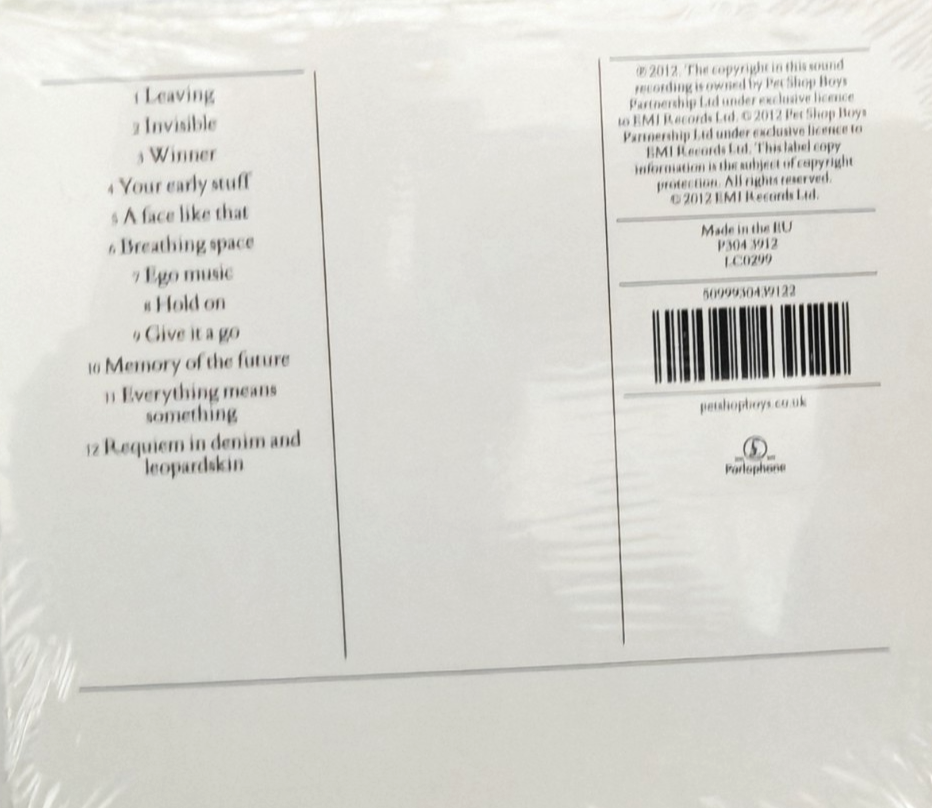 1 Leaving
2 Invisible
3 Winner
4 Your early stuff
5 A face like that
6 Breathing space
7 Ego music
8 Hold on
9 Give it a go
10 Memory of the future
11 Everything means
something
12 Requiem in denim and
leopardskin
℗ 2012. The copyright in this sound
recording is owned by Pet Shop Boys
Partnership Ltd under exclusive licence
to EMI Records Ltd. © 2012 Pet Shop Boys
Partnership Ltd under exclusive licence to
EMI Records Ltd. This label copy
information is the subject of copyright
protection. All rights reserved.
© 2012 EMI Records Ltd.
Made in the EU
P304 3912
LC0299
5099930439122
petshopboys.co.uk
Parlophone